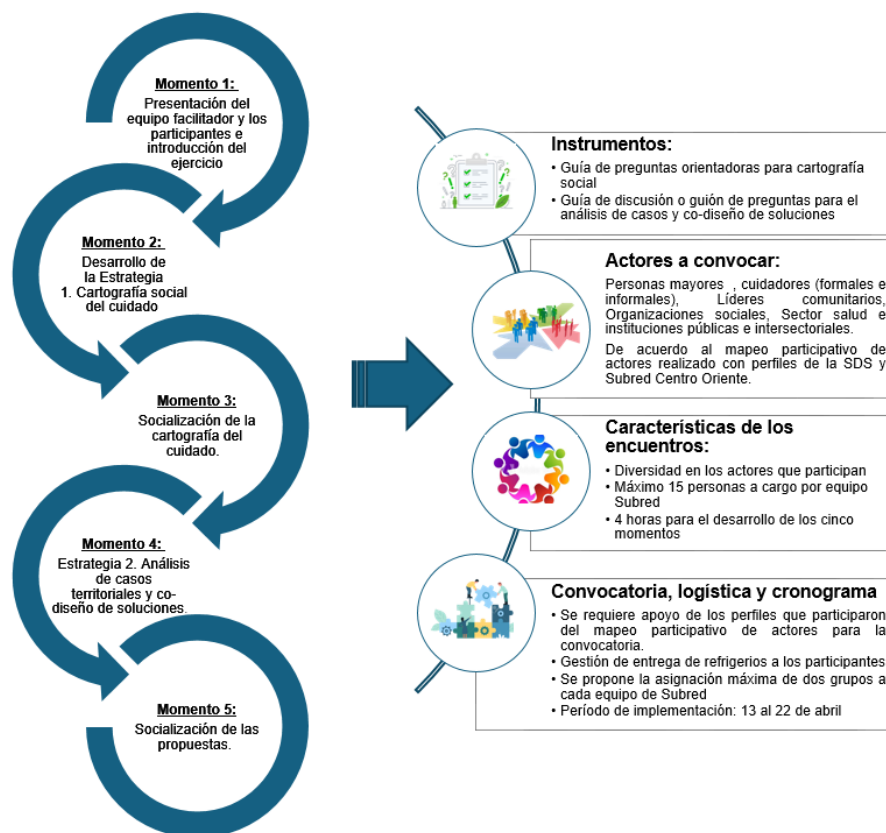 Momento 1:
Presentación del
equipo facilitador y los
participantes e
introducción del
ejercicio
Momento 2:
Desarrollo de
la Estrategia
1. Cartografía social
del cuidado
Momento 3:
Socialización de la
cartografía del
cuidado.
Momento 4:
Estrategia 2. Análisis
de casos
territoriales y co-
diseño de soluciones.
Momento 5:
Socialización de las
propuestas.
Instrumentos:
• Guía de preguntas orientadoras para cartografía
social
• Guía de discusión o guión de preguntas para el
análisis de casos y co-diseño de soluciones
Actores a convocar:
Personas mayores , cuidadores (formales e
informales), Líderes comunitarios,
Organizaciones sociales, Sector salud e
instituciones públicas e intersectoriales.
De acuerdo al mapeo participativo de
actores realizado con perfiles de la SDS y
Subred Centro Oriente.
Características de los
encuentros:
• Diversidad en los actores que participan
• Máximo 15 personas a cargo por equipo
Subred
• 4 horas para el desarrollo de los cinco
momentos
Convocatoria, logística y cronograma
• Se requiere apoyo de los perfiles que participaron
del mapeo participativo de actores para la
convocatoria.
• Gestión de entrega de refrigerios a los participantes
• Se propone la asignación máxima de dos grupos a
cada equipo de Subred
• Período de implementación: 13 al 22 de abril